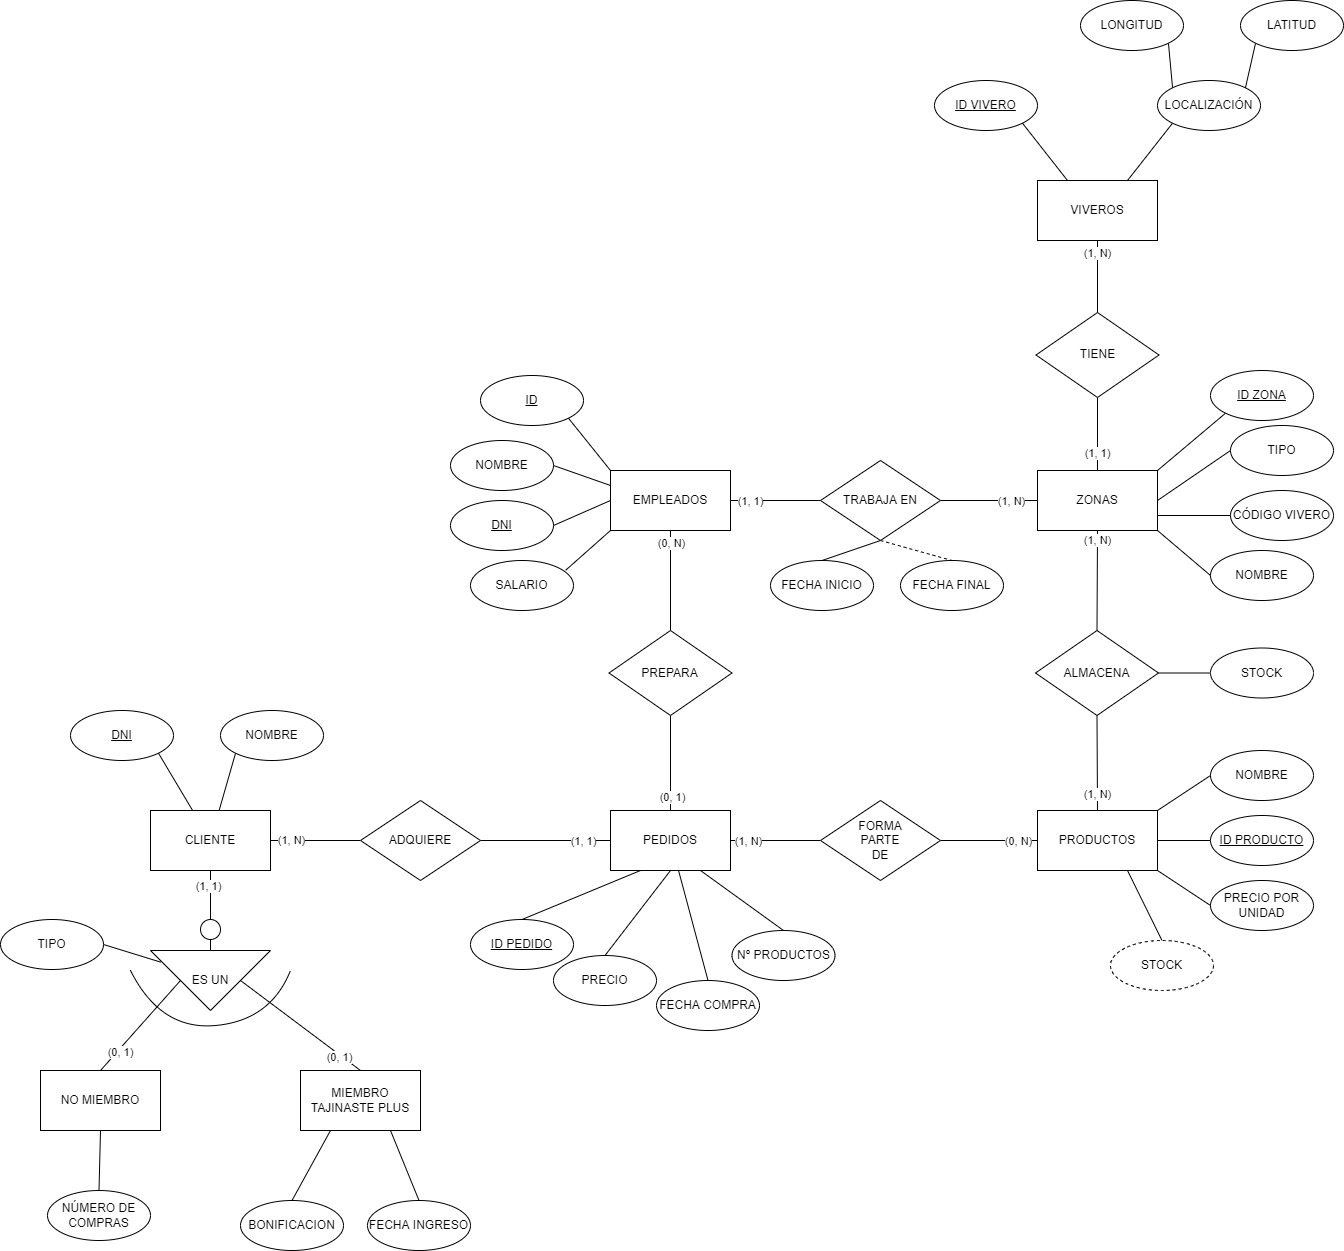 LONGITUD
LATITUD
ID VIVERO
LOCALIZACIÓN
VIVEROS
(1, N)
TIENE
(1, 1)
ID
ID ZONA
NOMBRE
TIPO
EMPLEADOS
(1, 1)
TRABAJA EN
(1, N)
ZONAS
DNI
CÓDIGO VIVERO
(0, N)
(1, N)
SALARIO
FECHA INICIO
FECHA FINAL
NOMBRE
PREPARA
ALMACENA
STOCK
DNI
NOMBRE
NOMBRE
(0, 1)
(1, N)
CLIENTE
(1, N)
ADQUIERE
(1, 1)
PEDIDOS
(1, N)
FORMA
PARTE
DE
(0, N)
PRODUCTOS
ID PRODUCTO
(1, 1)
PRECIO POR
UNIDAD
TIPO
ID PEDIDO
Nº PRODUCTOS
STOCK
ES UN
PRECIO
FECHA COMPRA
(0, 1)
(0, 1)
NO MIEMBRO
MIEMBRO
TAJINASTE PLUS
NÚMERO DE
COMPRAS
BONIFICACION
FECHA INGRESO